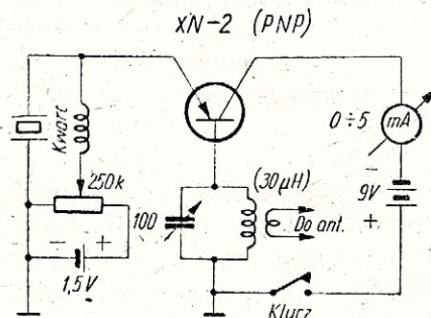 XN-2 (PNP)
Kwarc
0÷5
mA
250k
(30μH)
100
9V
Do ant.
1,5V
Klucz